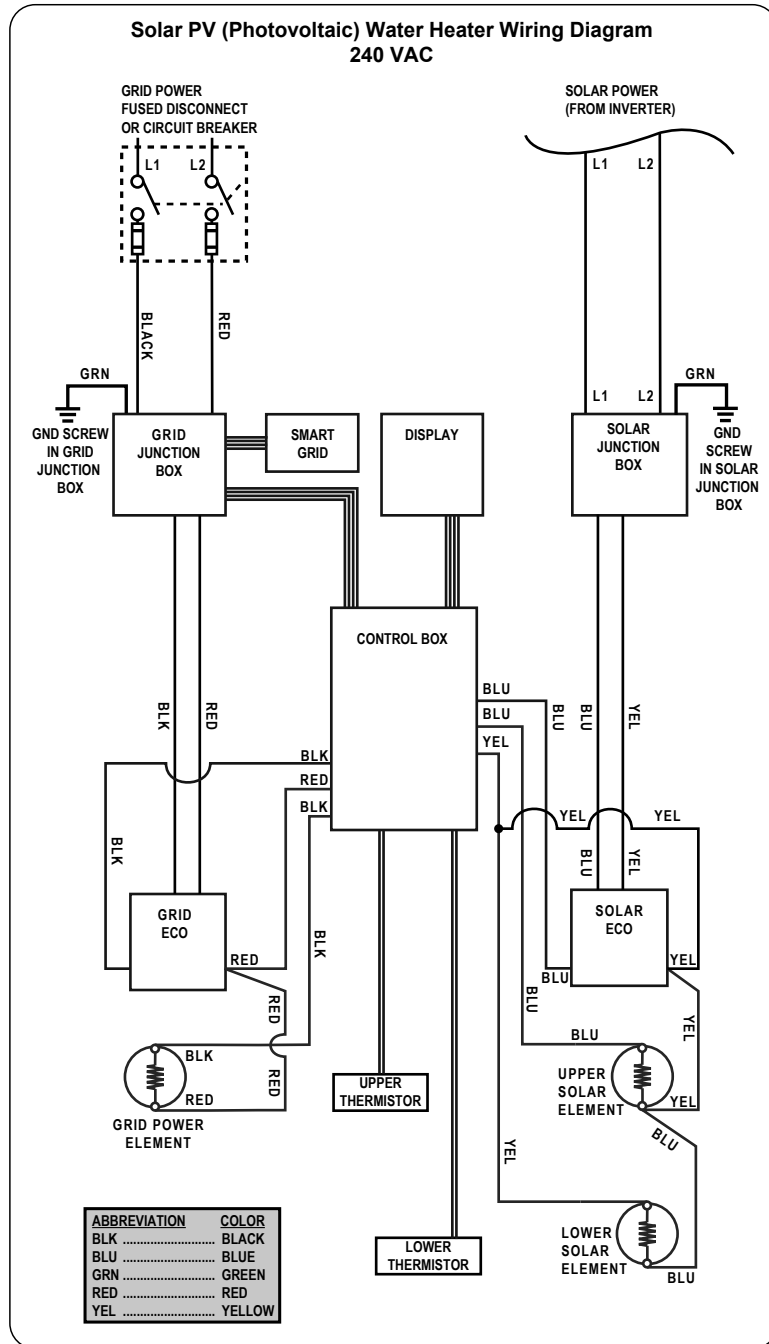 Solar PV (Photovoltaic) Water Heater Wiring Diagram
240 VAC
GRID POWER
FUSED DISCONNECT
OR CIRCUIT BREAKER
SOLAR POWER
(FROM INVERTER)
L1
L2
L1
L2
BLACK
RED
GRN
GND SCREW
IN GRID
JUNCTION
BOX
GRID
JUNCTION
BOX
SMART
GRID
DISPLAY
L1
L2
SOLAR
JUNCTION
BOX
GRN
GND
SCREW
IN SOLAR
JUNCTION
BOX
CONTROL BOX
BLK
RED
BLU
BLU
YEL
BLU
BLU
YEL
BLK
RED
BLK
BLK
YEL
YEL
BLU
YEL
GRID
ECO
RED
BLK
SOLAR
ECO
BLU
YEL
RED
BLU
YEL
BLK
RED
RED
GRID POWER
ELEMENT
UPPER
THERMISTOR
BLU
UPPER
SOLAR
ELEMENT
YEL
BLU
YEL
LOWER
THERMISTOR
LOWER
SOLAR
ELEMENT
BLU
ABBREVIATION COLOR
BLK ............................ BLACK
BLU ............................ BLUE
GRN ........................... GREEN
RED ............................ RED
YEL ............................ YELLOW